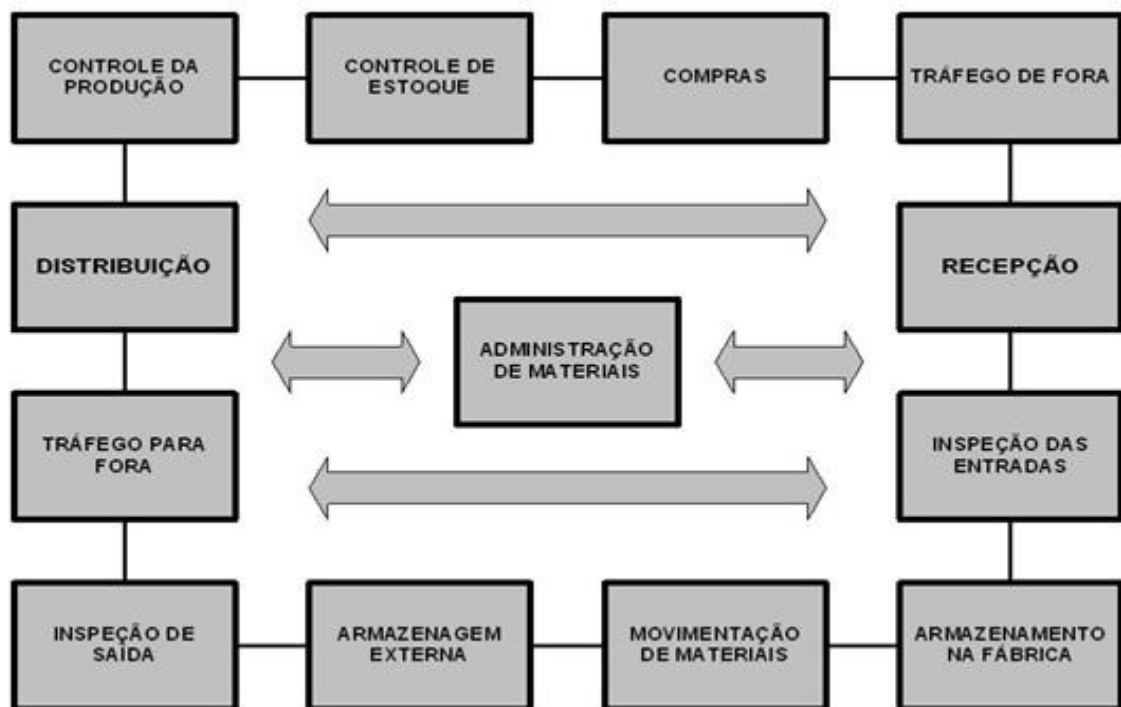 CONTROLE DA
PRODUÇÃO
CONTROLE DE
ESTOQUE
COMPRAS
TRÁFEGO DE FORA
DISTRIBUIÇÃO
RECEPÇÃO
ADMINISTRAÇÃO
DE MATERIAIS
TRÁFEGO PARA
FORA
INSPEÇÃO DAS
ENTRADAS
INSPEÇÃO DE
SAÍDA
ARMAZENAGEM
EXTERNA
MOVIMENTAÇÃO
DE MATERIAIS
ARMAZENAMENTO
NA FÁBRICA